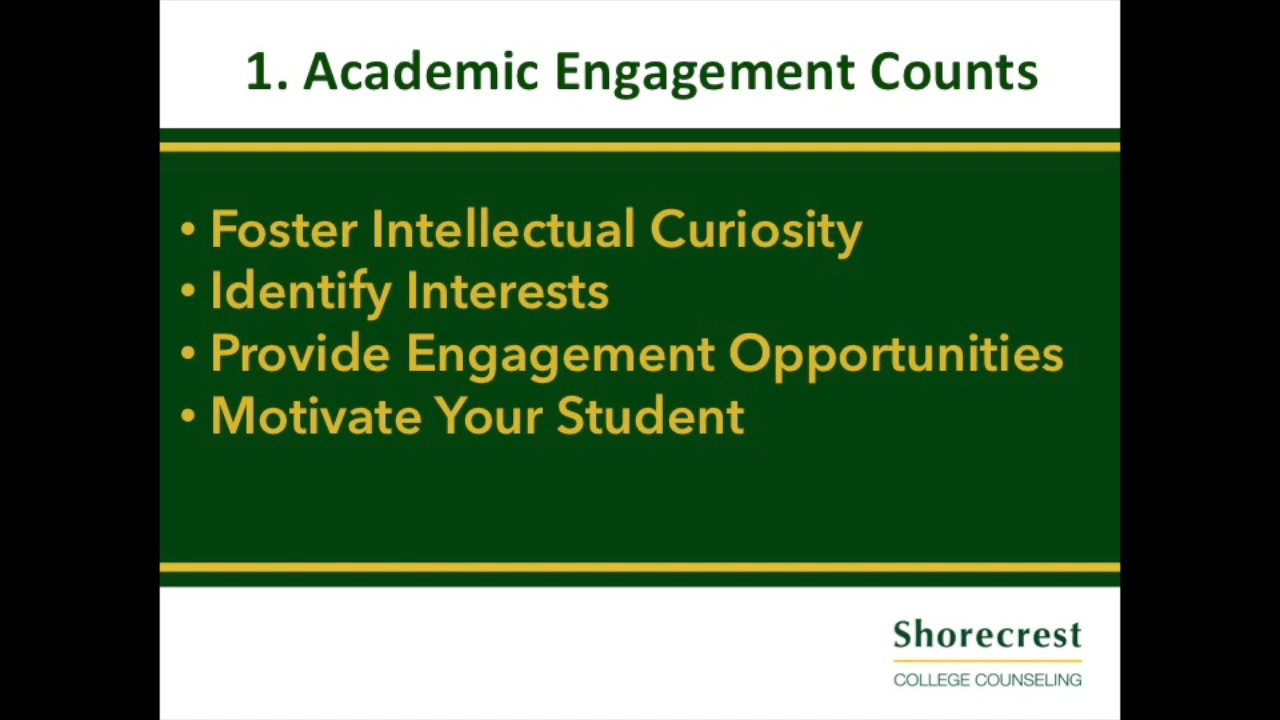 1. Academic Engagement Counts
• Foster Intellectual Curiosity
• Identify Interests
• Provide Engagement Opportunities
• Motivate Your Student
Shorecrest
COLLEGE COUNSELING